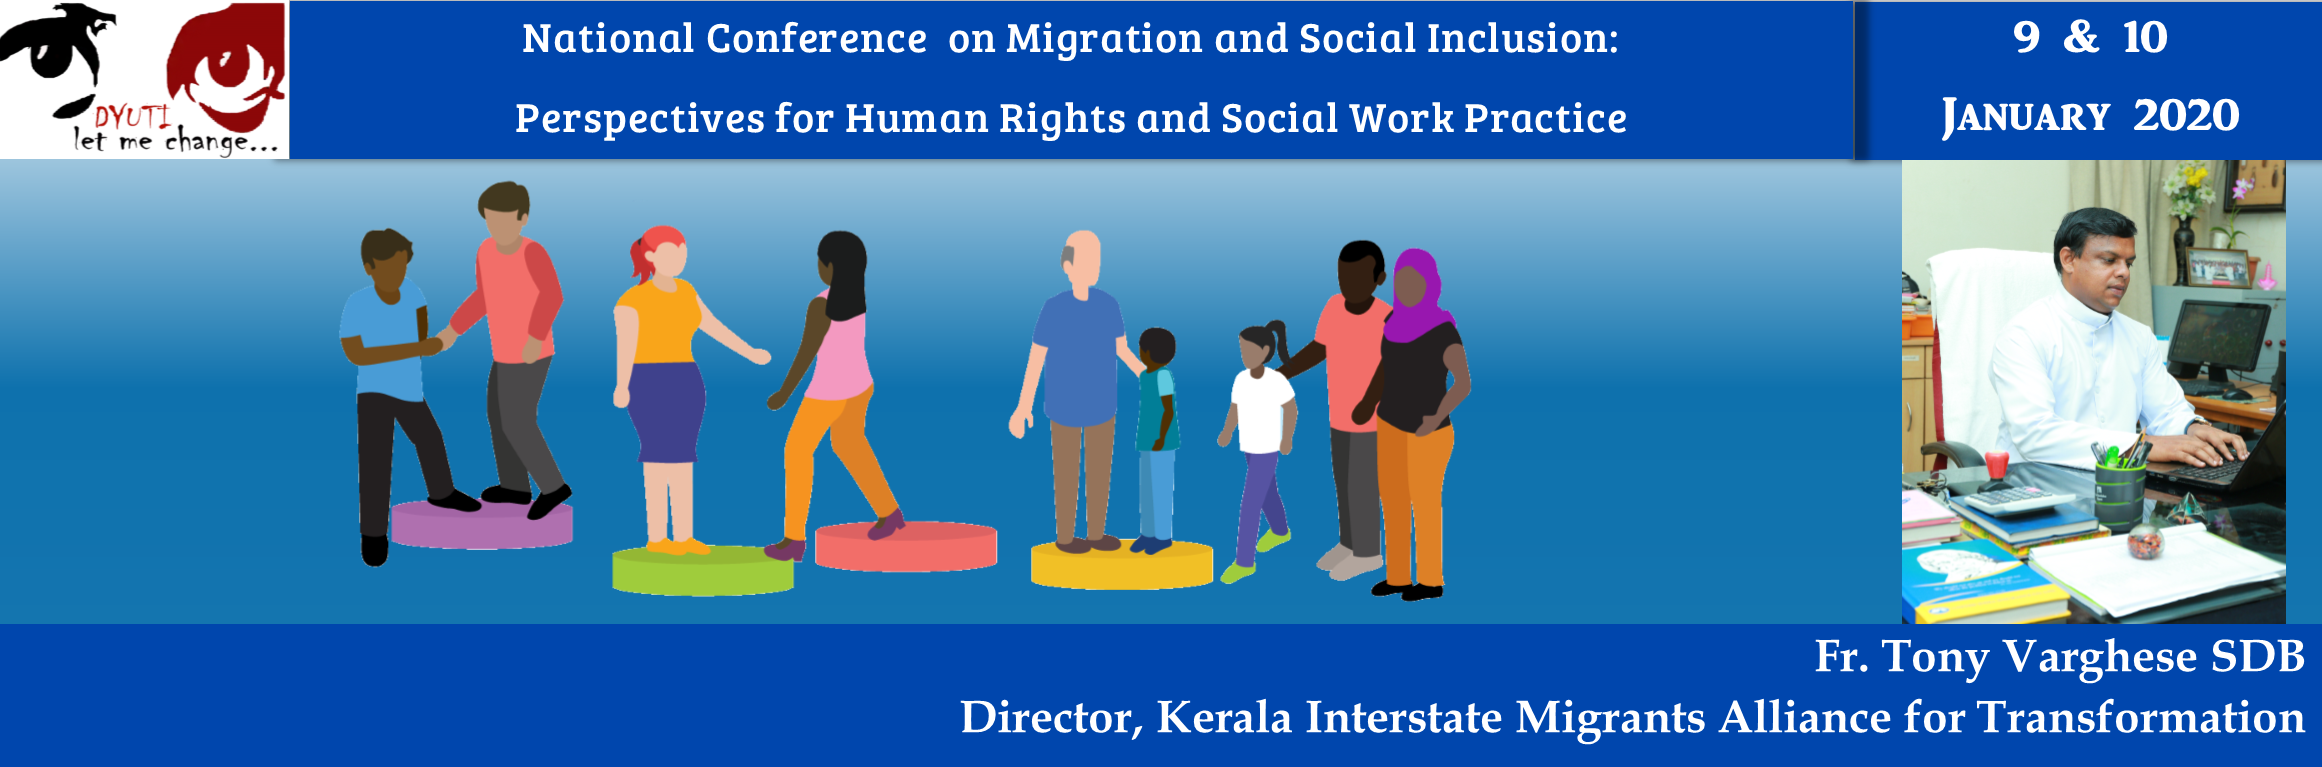 DYUTI
let me change...
National Conference on Migration and Social Inclusion:
Perspectives for Human Rights and Social Work Practice
9 & 10
January 2020
Fr. Tony Varghese SDB
Director, Kerala Interstate Migrants Alliance for Transformation